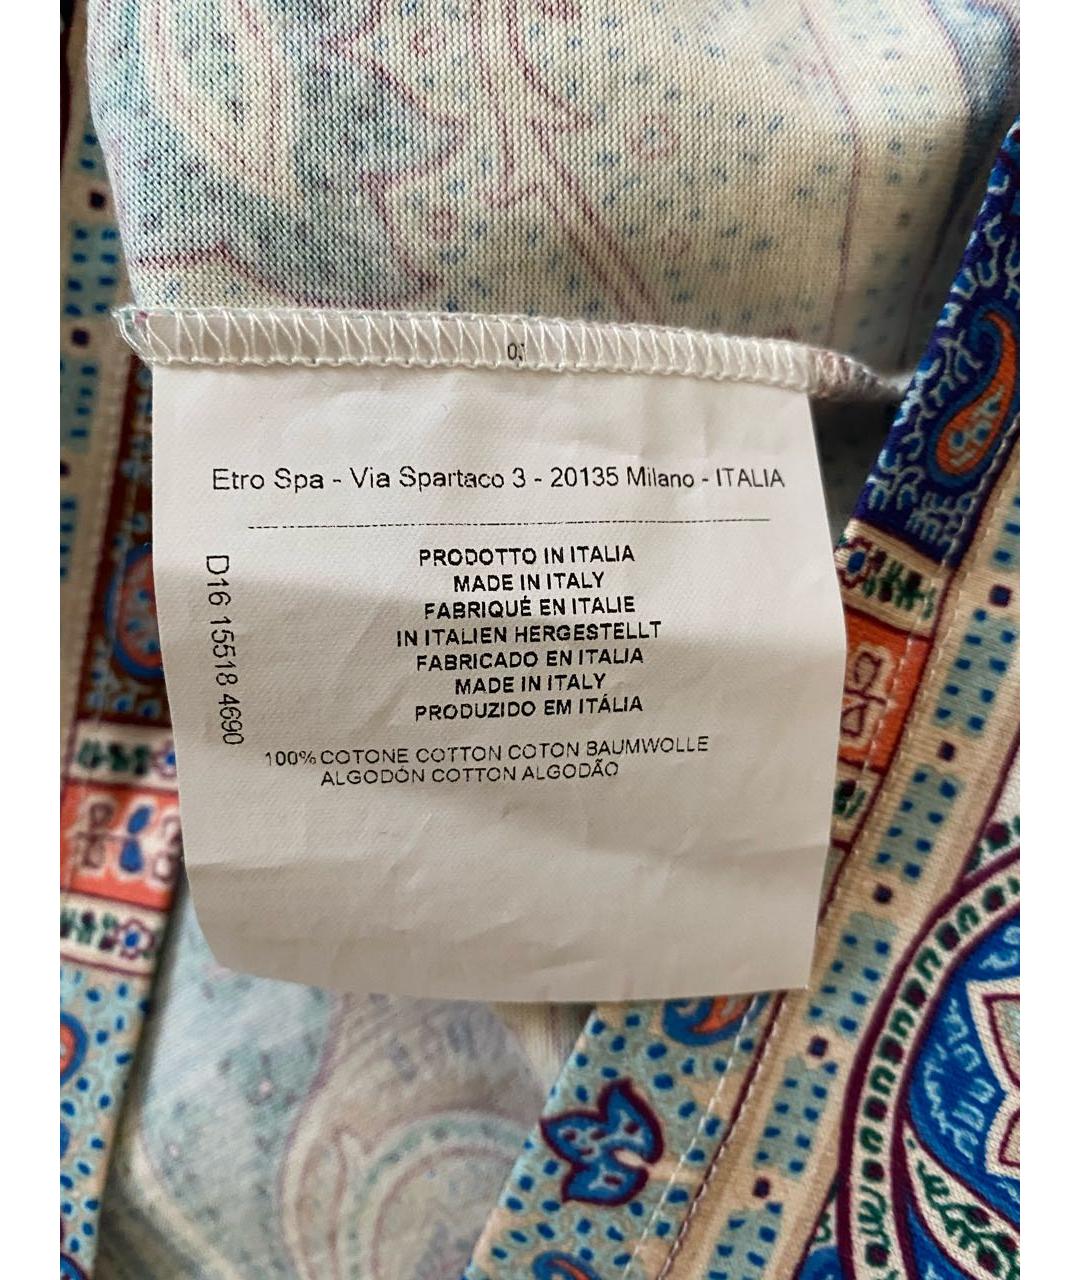 Etro Spa - Via Spartaco 3 - 20135 Milano - ITALIA
PRODOTTO IN ITALIA
MADE IN ITALY
FABRIQUÉ EN ITALIE
IN ITALIEN HERGESTELLT
FABRICADO EN ITALIA
MADE IN ITALY
PRODUZIDO EM ITÁLIA
100% COTONE COTTON COTON BAUMWOLLE
ALGODÓN COTTON ALGODÃO
D16 15518 4690